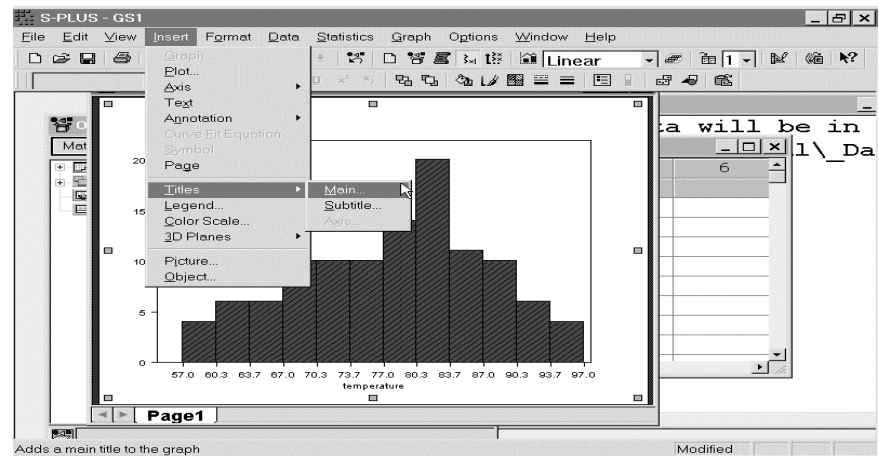 S-PLUS - GS1
File Edit View Insert Format Data Statistics Graph Options Window Help
Linear 1
Graph...
Plot...
Axis
Text
Annotation
Curve Fit Equation
Symbol...
Page
Titles
Legend...
Color Scale...
3D Planes
Picture...
Object...
Main...
Subtitle...
Axis...
Mat
ta will be in
l\_Da
6
20
15
10
5
0
57.0 60.3 63.7 67.0 70.3 73.7 77.0 80.3 83.7 87.0 90.3 93.7 97.0
temperature
Page1
Adds a main title to the graph
Modified